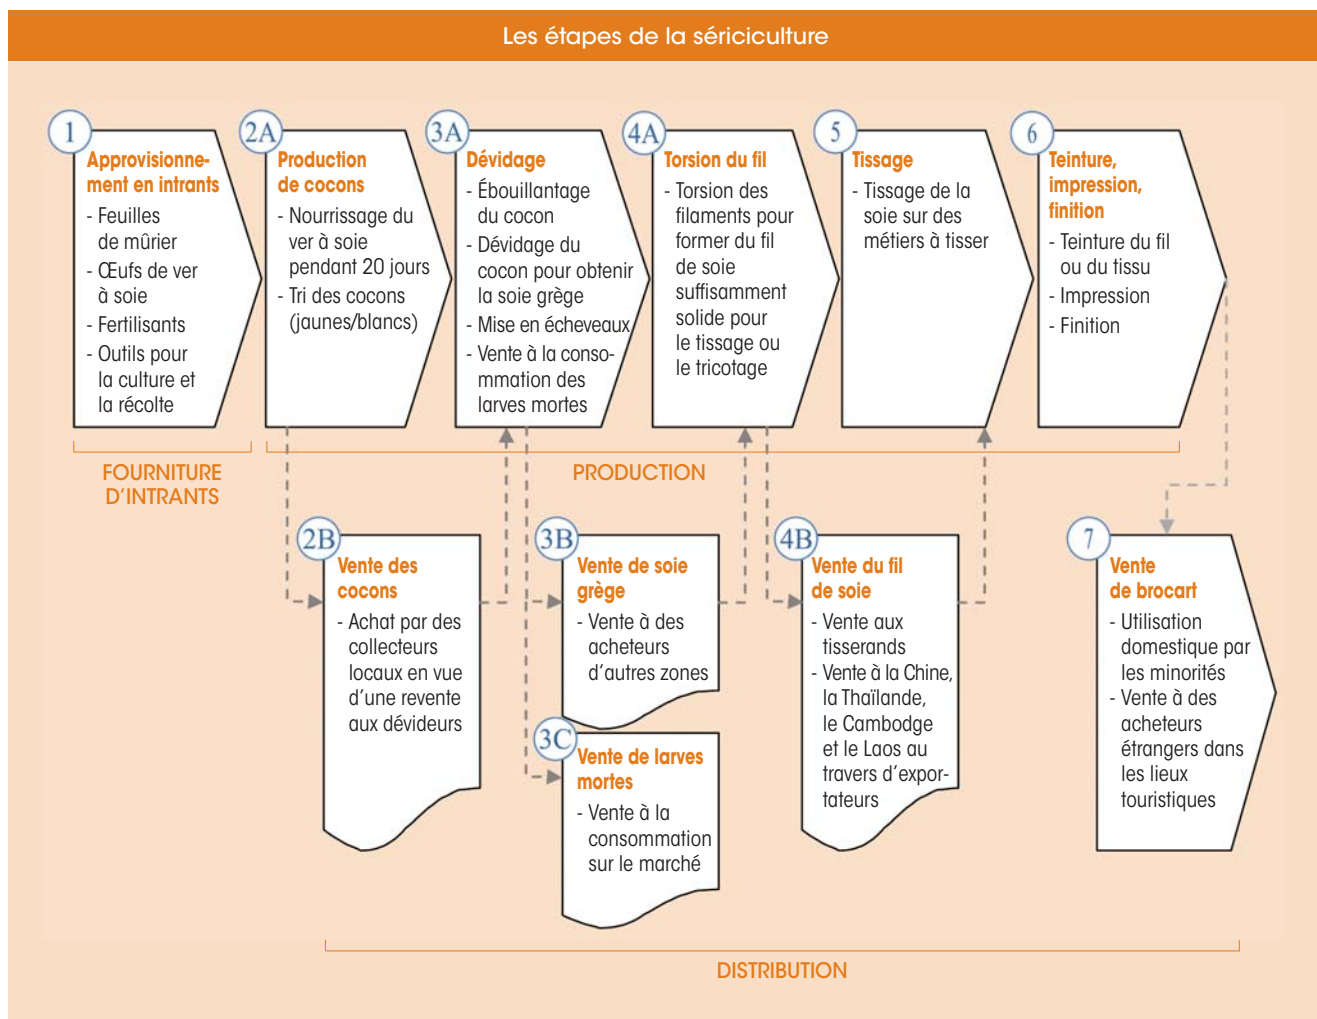 Les étapes de la sériciculture
1
Approvisionne-
ment en intrants
- Feuilles
de mûrier
- Œufs de ver
à soie
- Fertilisants
- Outils pour
la culture et
la récolte
2A
Production
de cocons
- Nourrissage du
ver à soie
pendant 20 jours
- Tri des cocons
(jaunes/blancs)
3A
Dévidage
- Ébouillantage
du cocon
- Dévidage du
cocon pour obtenir
la soie grège
- Mise en écheveaux
- Vente à la conso-
mmation des
larves mortes
4A
Torsion du fil
- Torsion des
filaments pour
former du fil
de soie
suffisamment
solide pour
le tissage ou
le tricotage
5
Tissage
- Tissage de la
soie sur des
métiers à tisser
6
Teinture,
impression,
finition
- Teinture du fil
ou du tissu
- Impression
- Finition
FOURNITURE
D’INTRANTS
PRODUCTION
2B
Vente des
cocons
- Achat par des
collecteurs
locaux en vue
d’une revente
aux dévideurs
3B
Vente de soie
grège
- Vente à des
acheteurs
d’autres zones
3C
Vente de larves
mortes
- Vente à la
consommation
sur le marché
4B
Vente du fil
de soie
- Vente aux
tisserands
- Vente à la Chine,
la Thaïlande,
le Cambodge
et le Laos au
travers d’expor-
tateurs
7
Vente
de brocart
- Utilisation
domestique par
les minorités
- Vente à des
acheteurs
étrangers dans
les lieux
touristiques
DISTRIBUTION